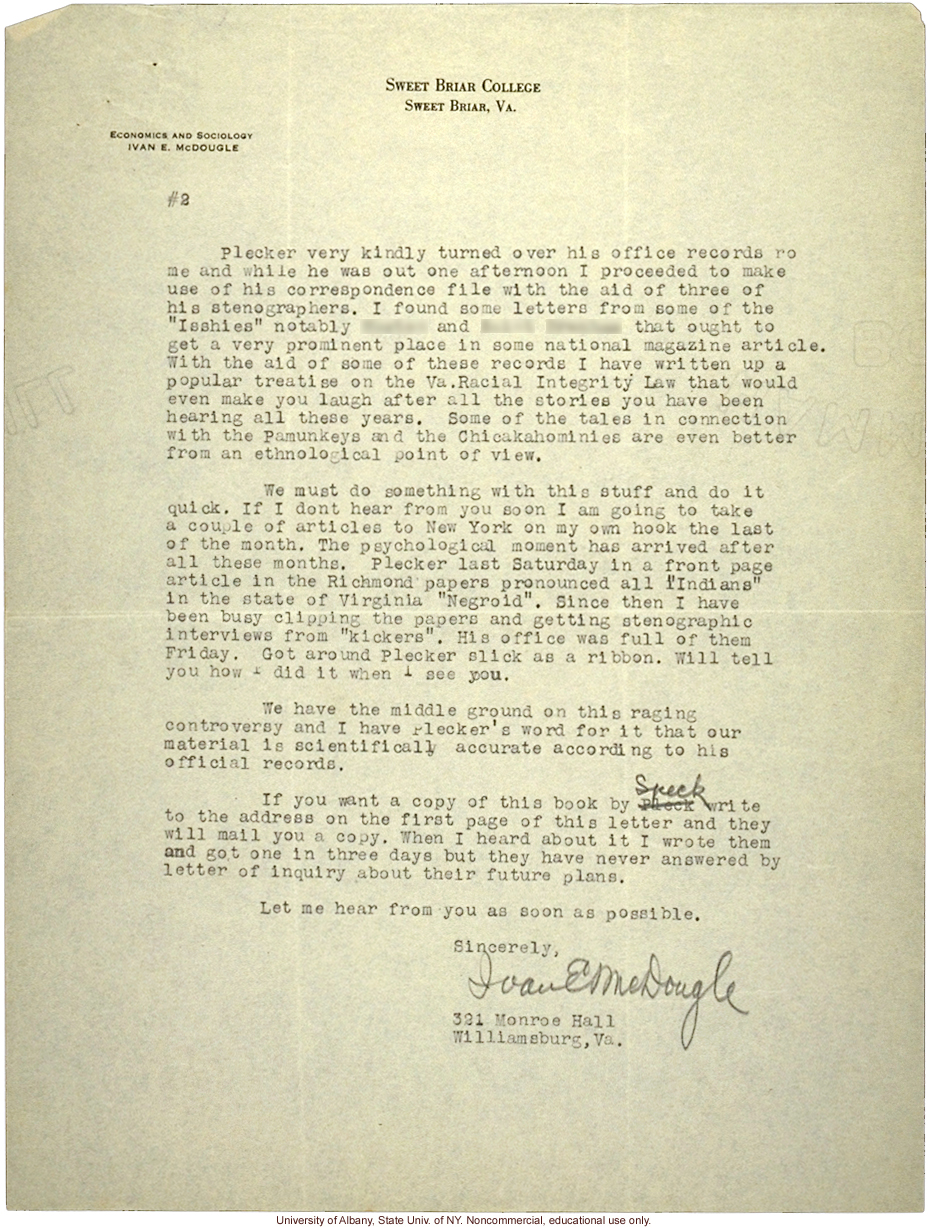 SWEET BRIAR COLLEGE
SWEET BRIAR, VA.
ECONOMICS AND SOCIOLOGY
IVAN E. McDOUGLE
#2
Plecker very kindly turned over his office records ro
me and while he was out one afternoon I proceeded to make
use of his correspondence file with the aid of three of
his stenographers. I found some letters from some of the
"Isshies" notably and that ought to
get a very prominent place in some national magazine article.
With the aid of some of these records I have written up a
popular treatise on the Va.Racial Integrity Law that would
even make you laugh after all the stories you have been
hearing all these years. Some of the tales in connection
with the Pamunkeys and the Chicakahominies are even better
from an ethnological point of view.
We must do something with this stuff and do it
quick. If I dont hear from you soon I am going to take
a couple of articles to New York on my own hook the last
of the month. The psychological moment has arrived after
all these months. Plecker last Saturday in a front page
article in the Richmond papers pronounced all "Indians"
in the state of Virginia "Negroid". Since then I have
been busy clipping the papers and getting stenographic
interviews from "kickers". His office was full of them
Friday. Got around Plecker slick as a ribbon. Will tell
you how I did it when I see you.
We have the middle ground on this raging
controversy and I have Plecker's word for it that our
material is scientifically accurate according to his
official records.
Speck
If you want a copy of this book by Pleck write
to the address on the first page of this letter and they
will mail you a copy. When I heard about it I wrote them
and got one in three days but they have never answered by
letter of inquiry about their future plans.
Let me hear from you as soon as possible.
Sincerely,
Ivan E McDougle
321 Monroe Hall
Williamsburg,Va.
University of Albany, State Univ. of NY. Noncommercial, educational use only.